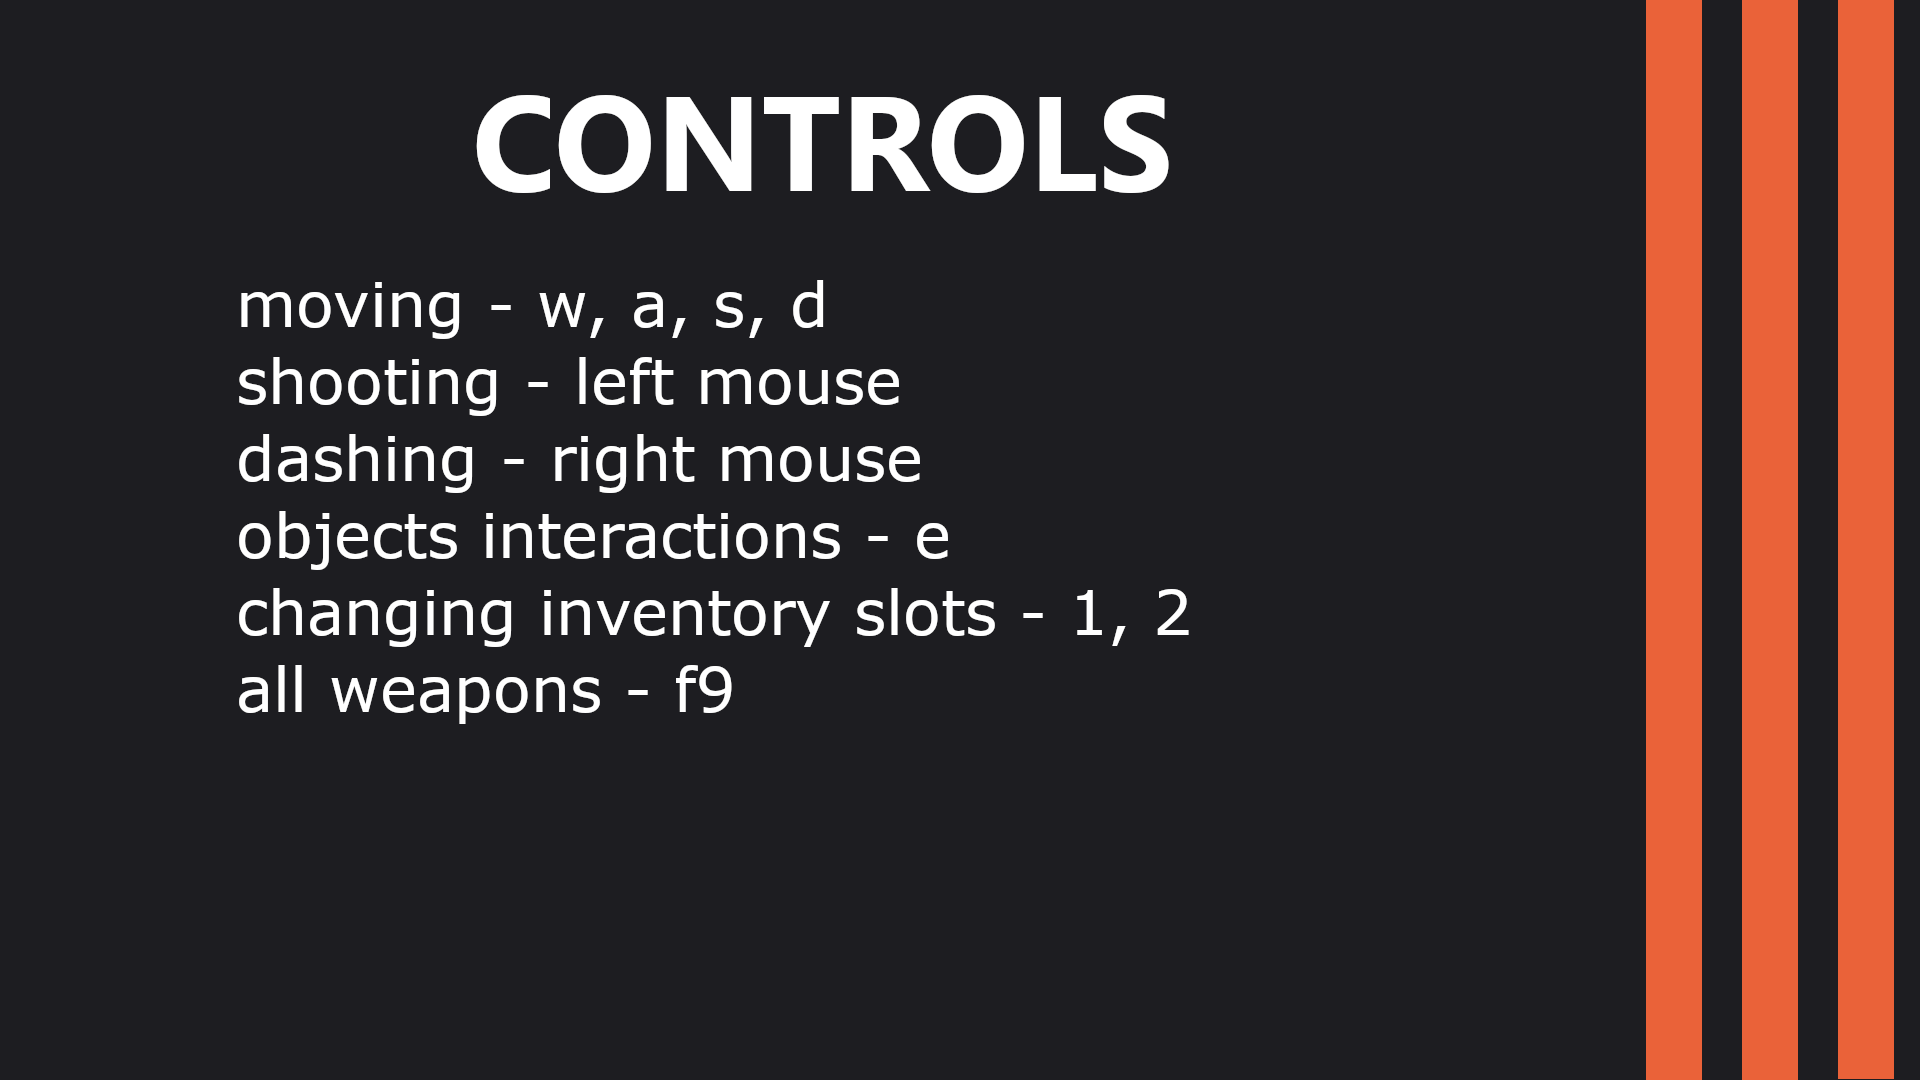 CONTROLS
moving - w, a, s, d
shooting - left mouse
dashing - right mouse
objects interactions - e
changing inventory slots - 1, 2
all weapons - f9